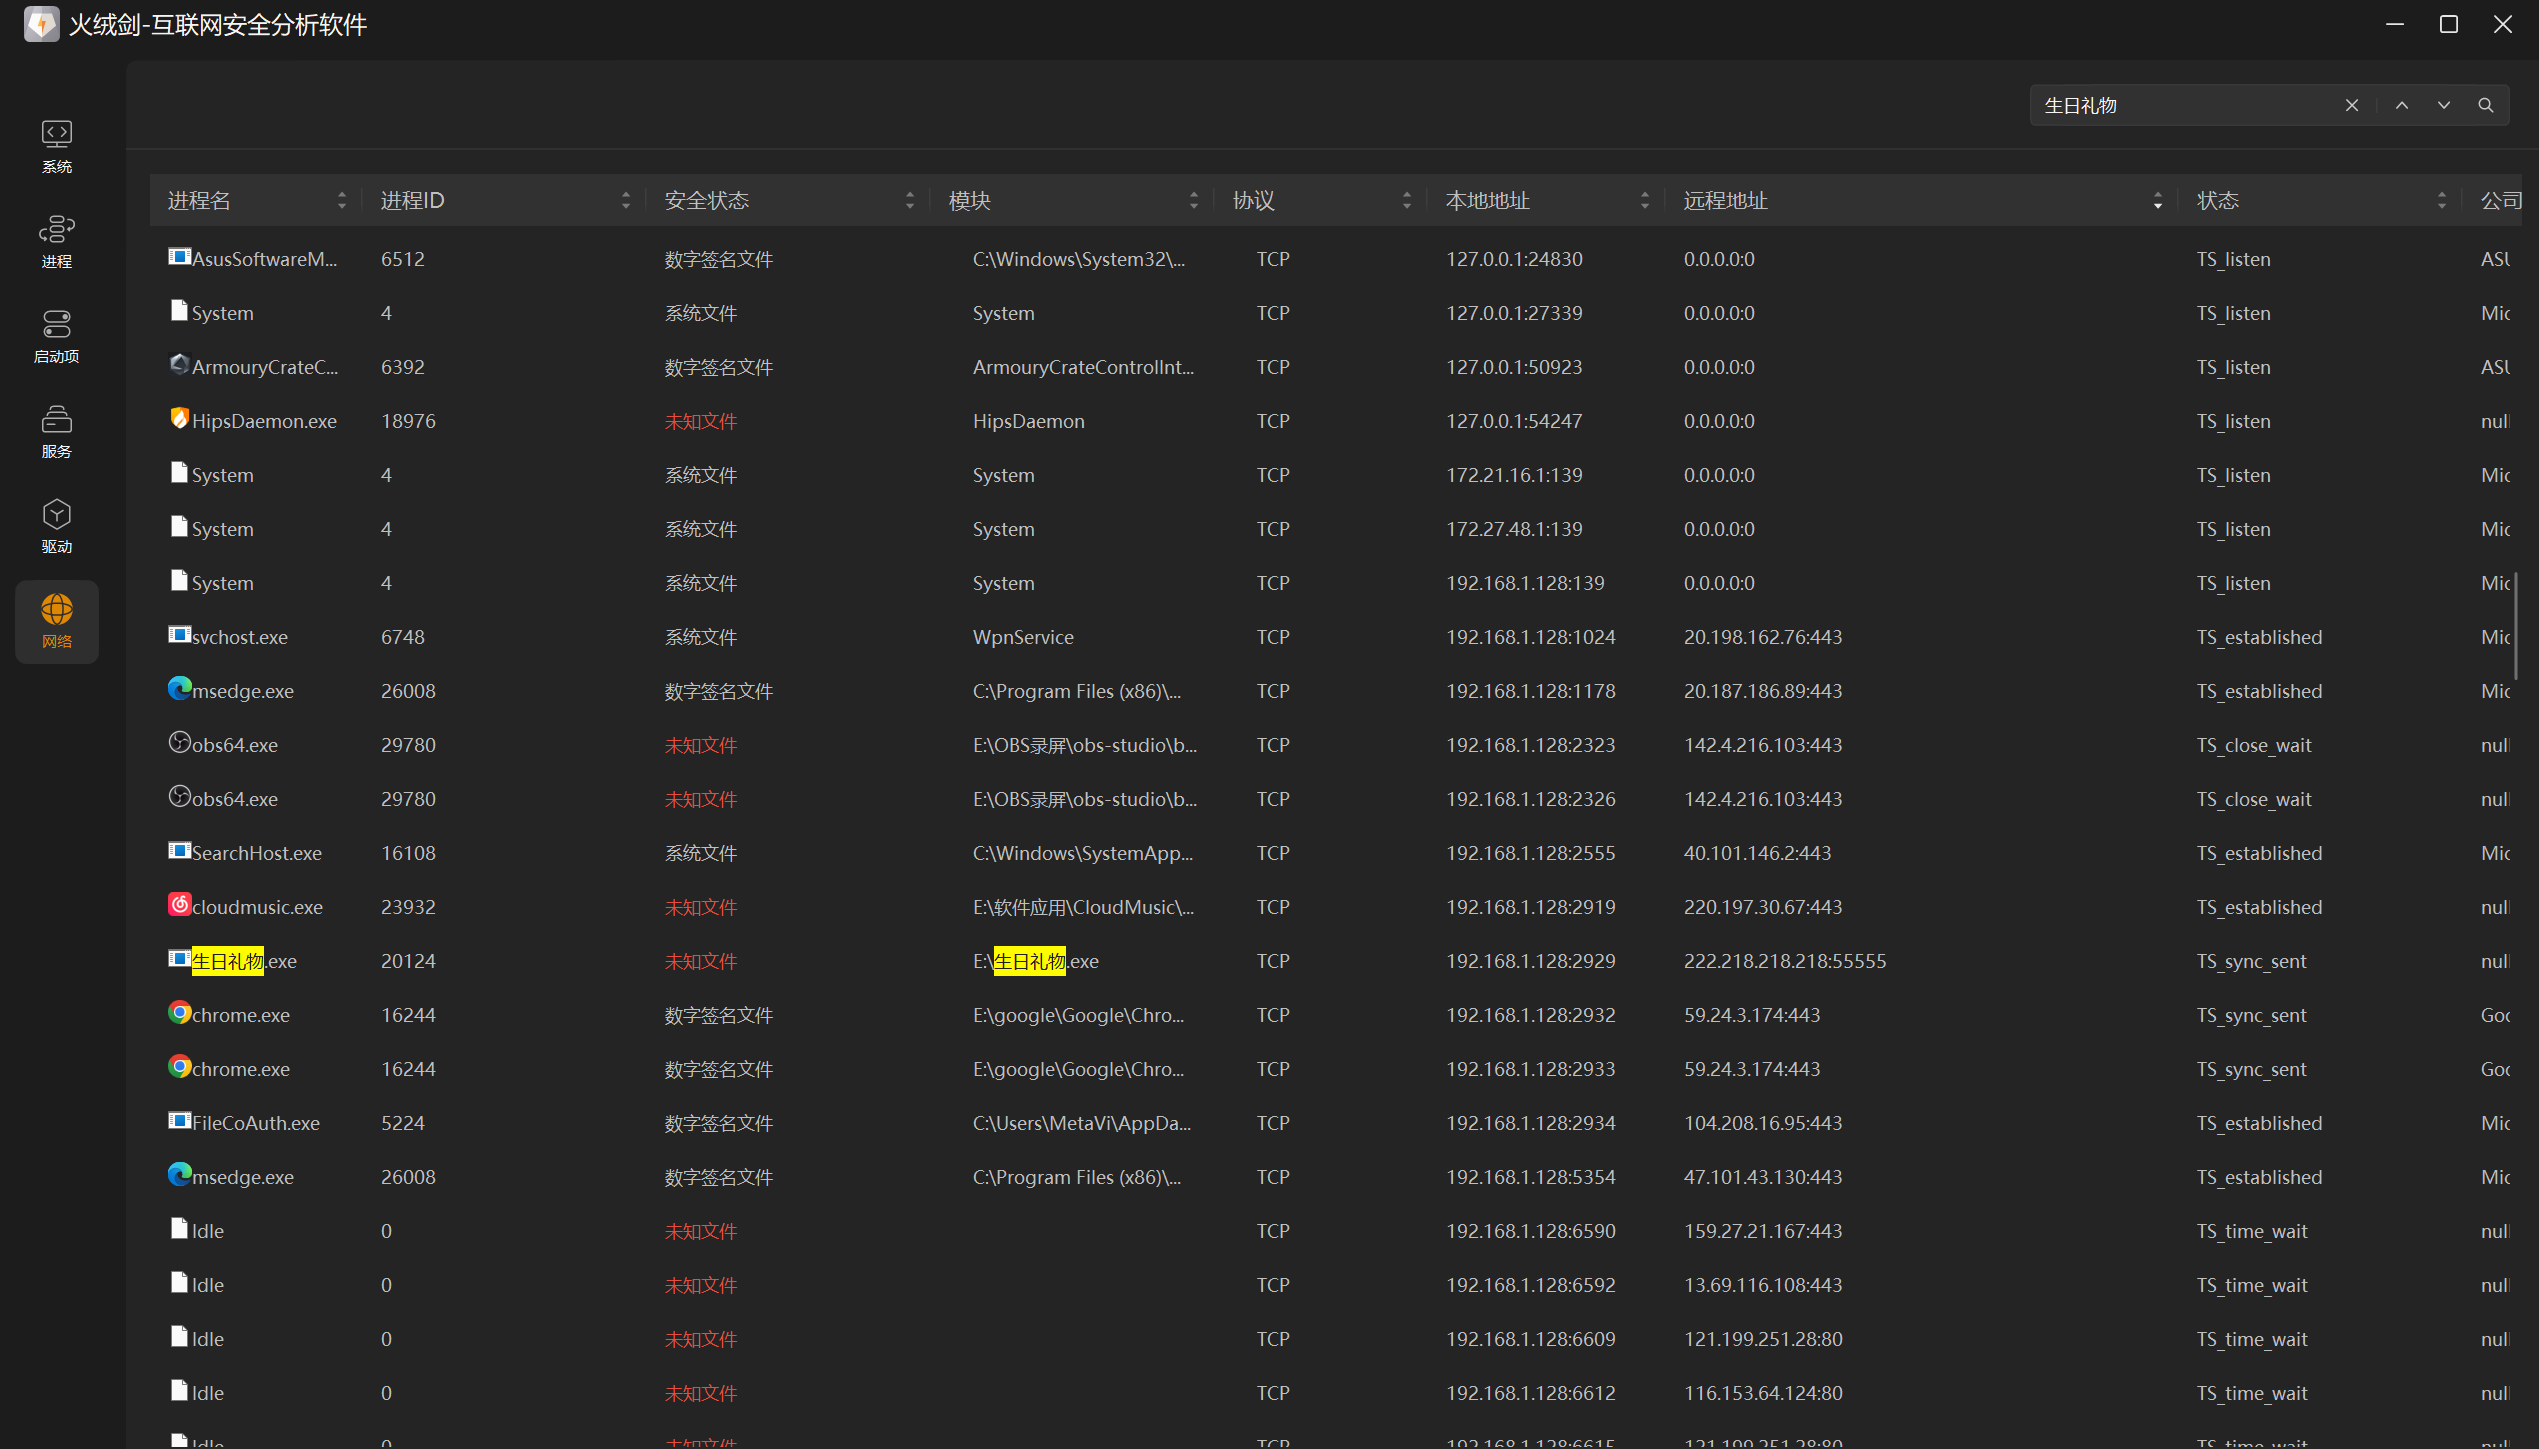 火绒剑-互联网安全分析软件
生日礼物
系统
进程
启动项
服务
驱动
网络
进程名 进程ID 安全状态 模块 协议 本地地址 远程地址 状态 公司
AsusSoftwareM... 6512 数字签名文件 C:\Windows\System32\... TCP 127.0.0.1:24830 0.0.0.0:0 TS_listen ASU
System 4 系统文件 System TCP 127.0.0.1:27339 0.0.0.0:0 TS_listen Mic
ArmouryCrateC... 6392 数字签名文件 ArmouryCrateControlInt... TCP 127.0.0.1:50923 0.0.0.0:0 TS_listen ASU
HipsDaemon.exe 18976 未知文件 HipsDaemon TCP 127.0.0.1:54247 0.0.0.0:0 TS_listen null
System 4 系统文件 System TCP 172.21.16.1:139 0.0.0.0:0 TS_listen Mic
System 4 系统文件 System TCP 172.27.48.1:139 0.0.0.0:0 TS_listen Mic
System 4 系统文件 System TCP 192.168.1.128:139 0.0.0.0:0 TS_listen Mic
svchost.exe 6748 系统文件 WpnService TCP 192.168.1.128:1024 20.198.162.76:443 TS_established Mic
msedge.exe 26008 数字签名文件 C:\Program Files (x86)\... TCP 192.168.1.128:1178 20.187.186.89:443 TS_established Mic
obs64.exe 29780 未知文件 E:\OBS录屏\obs-studio\b... TCP 192.168.1.128:2323 142.4.216.103:443 TS_close_wait null
obs64.exe 29780 未知文件 E:\OBS录屏\obs-studio\b... TCP 192.168.1.128:2326 142.4.216.103:443 TS_close_wait null
SearchHost.exe 16108 系统文件 C:\Windows\SystemApp... TCP 192.168.1.128:2555 40.101.146.2:443 TS_established Mic
cloudmusic.exe 23932 未知文件 E:\软件应用\CloudMusic\... TCP 192.168.1.128:2919 220.197.30.67:443 TS_established null
生日礼物.exe 20124 未知文件 E:\生日礼物.exe TCP 192.168.1.128:2929 222.218.218.218:55555 TS_sync_sent null
chrome.exe 16244 数字签名文件 E:\google\Google\Chro... TCP 192.168.1.128:2932 59.24.3.174:443 TS_sync_sent Goo
chrome.exe 16244 数字签名文件 E:\google\Google\Chro... TCP 192.168.1.128:2933 59.24.3.174:443 TS_sync_sent Goo
FileCoAuth.exe 5224 数字签名文件 C:\Users\MetaVi\AppDa... TCP 192.168.1.128:2934 104.208.16.95:443 TS_established Mic
msedge.exe 26008 数字签名文件 C:\Program Files (x86)\... TCP 192.168.1.128:5354 47.101.43.130:443 TS_established Mic
Idle 0 未知文件 TCP 192.168.1.128:6590 159.27.21.167:443 TS_time_wait null
Idle 0 未知文件 TCP 192.168.1.128:6592 13.69.116.108:443 TS_time_wait null
Idle 0 未知文件 TCP 192.168.1.128:6609 121.199.251.28:80 TS_time_wait null
Idle 0 未知文件 TCP 192.168.1.128:6612 116.153.64.124:80 TS_time_wait null
Idle 0 未知文件 TCP 192.168.1.128:6615 121.199.251.28:80 TS_time_wait null